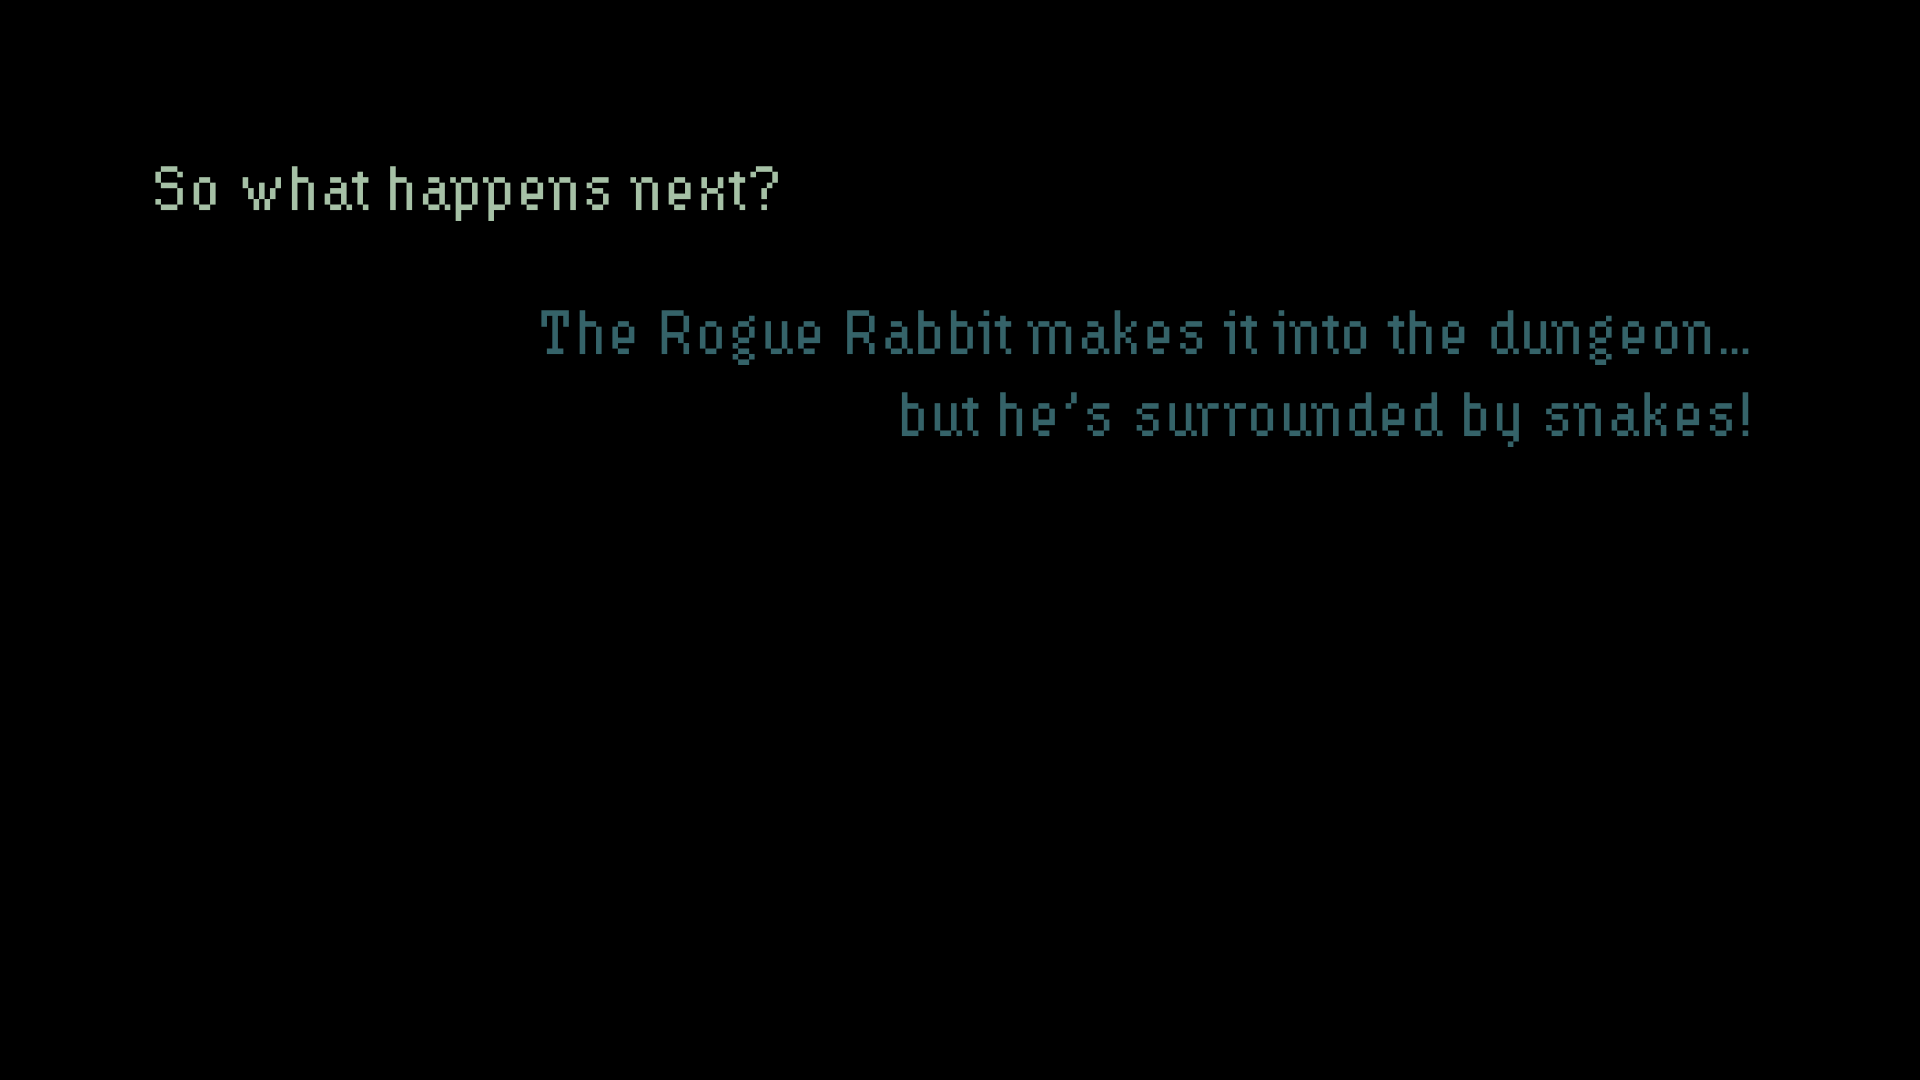 So what happens next?
The Rogue Rabbit makes it into the dungeon...
but he's surrounded by snakes!